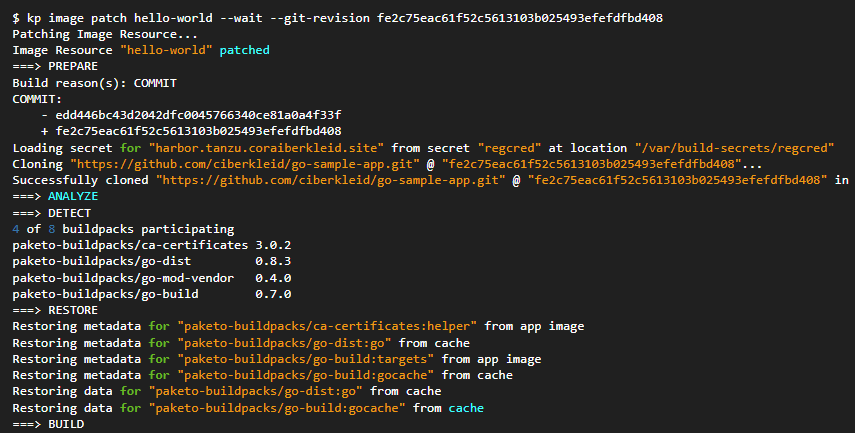 $ kp image patch hello-world --wait --git-revision fe2c75eac61f52c5613103b025493efefdfbd408
Patching Image Resource...
Image Resource "hello-world" patched
===> PREPARE
Build reason(s): COMMIT
COMMIT:
    - edd446bc43d2042dfc0045766340ce81a0a4f33f
    + fe2c75eac61f52c5613103b025493efefdfbd408
Loading secret for "harbor.tanzu.coraiberkleid.site" from secret "regcred" at location "/var/build-secrets/regcred"
Cloning "https://github.com/ciberkleid/go-sample-app.git" @ "fe2c75eac61f52c5613103b025493efefdfbd408"...
Successfully cloned "https://github.com/ciberkleid/go-sample-app.git" @ "fe2c75eac61f52c5613103b025493efefdfbd408" in
===> ANALYZE
===> DETECT
4 of 8 buildpacks participating
paketo-buildpacks/ca-certificates 3.0.2
paketo-buildpacks/go-dist         0.8.3
paketo-buildpacks/go-mod-vendor   0.4.0
paketo-buildpacks/go-build        0.7.0
===> RESTORE
Restoring metadata for "paketo-buildpacks/ca-certificates:helper" from app image
Restoring metadata for "paketo-buildpacks/go-dist:go" from cache
Restoring metadata for "paketo-buildpacks/go-build:targets" from app image
Restoring metadata for "paketo-buildpacks/go-build:gocache" from cache
Restoring data for "paketo-buildpacks/go-dist:go" from cache
Restoring data for "paketo-buildpacks/go-build:gocache" from cache
===> BUILD